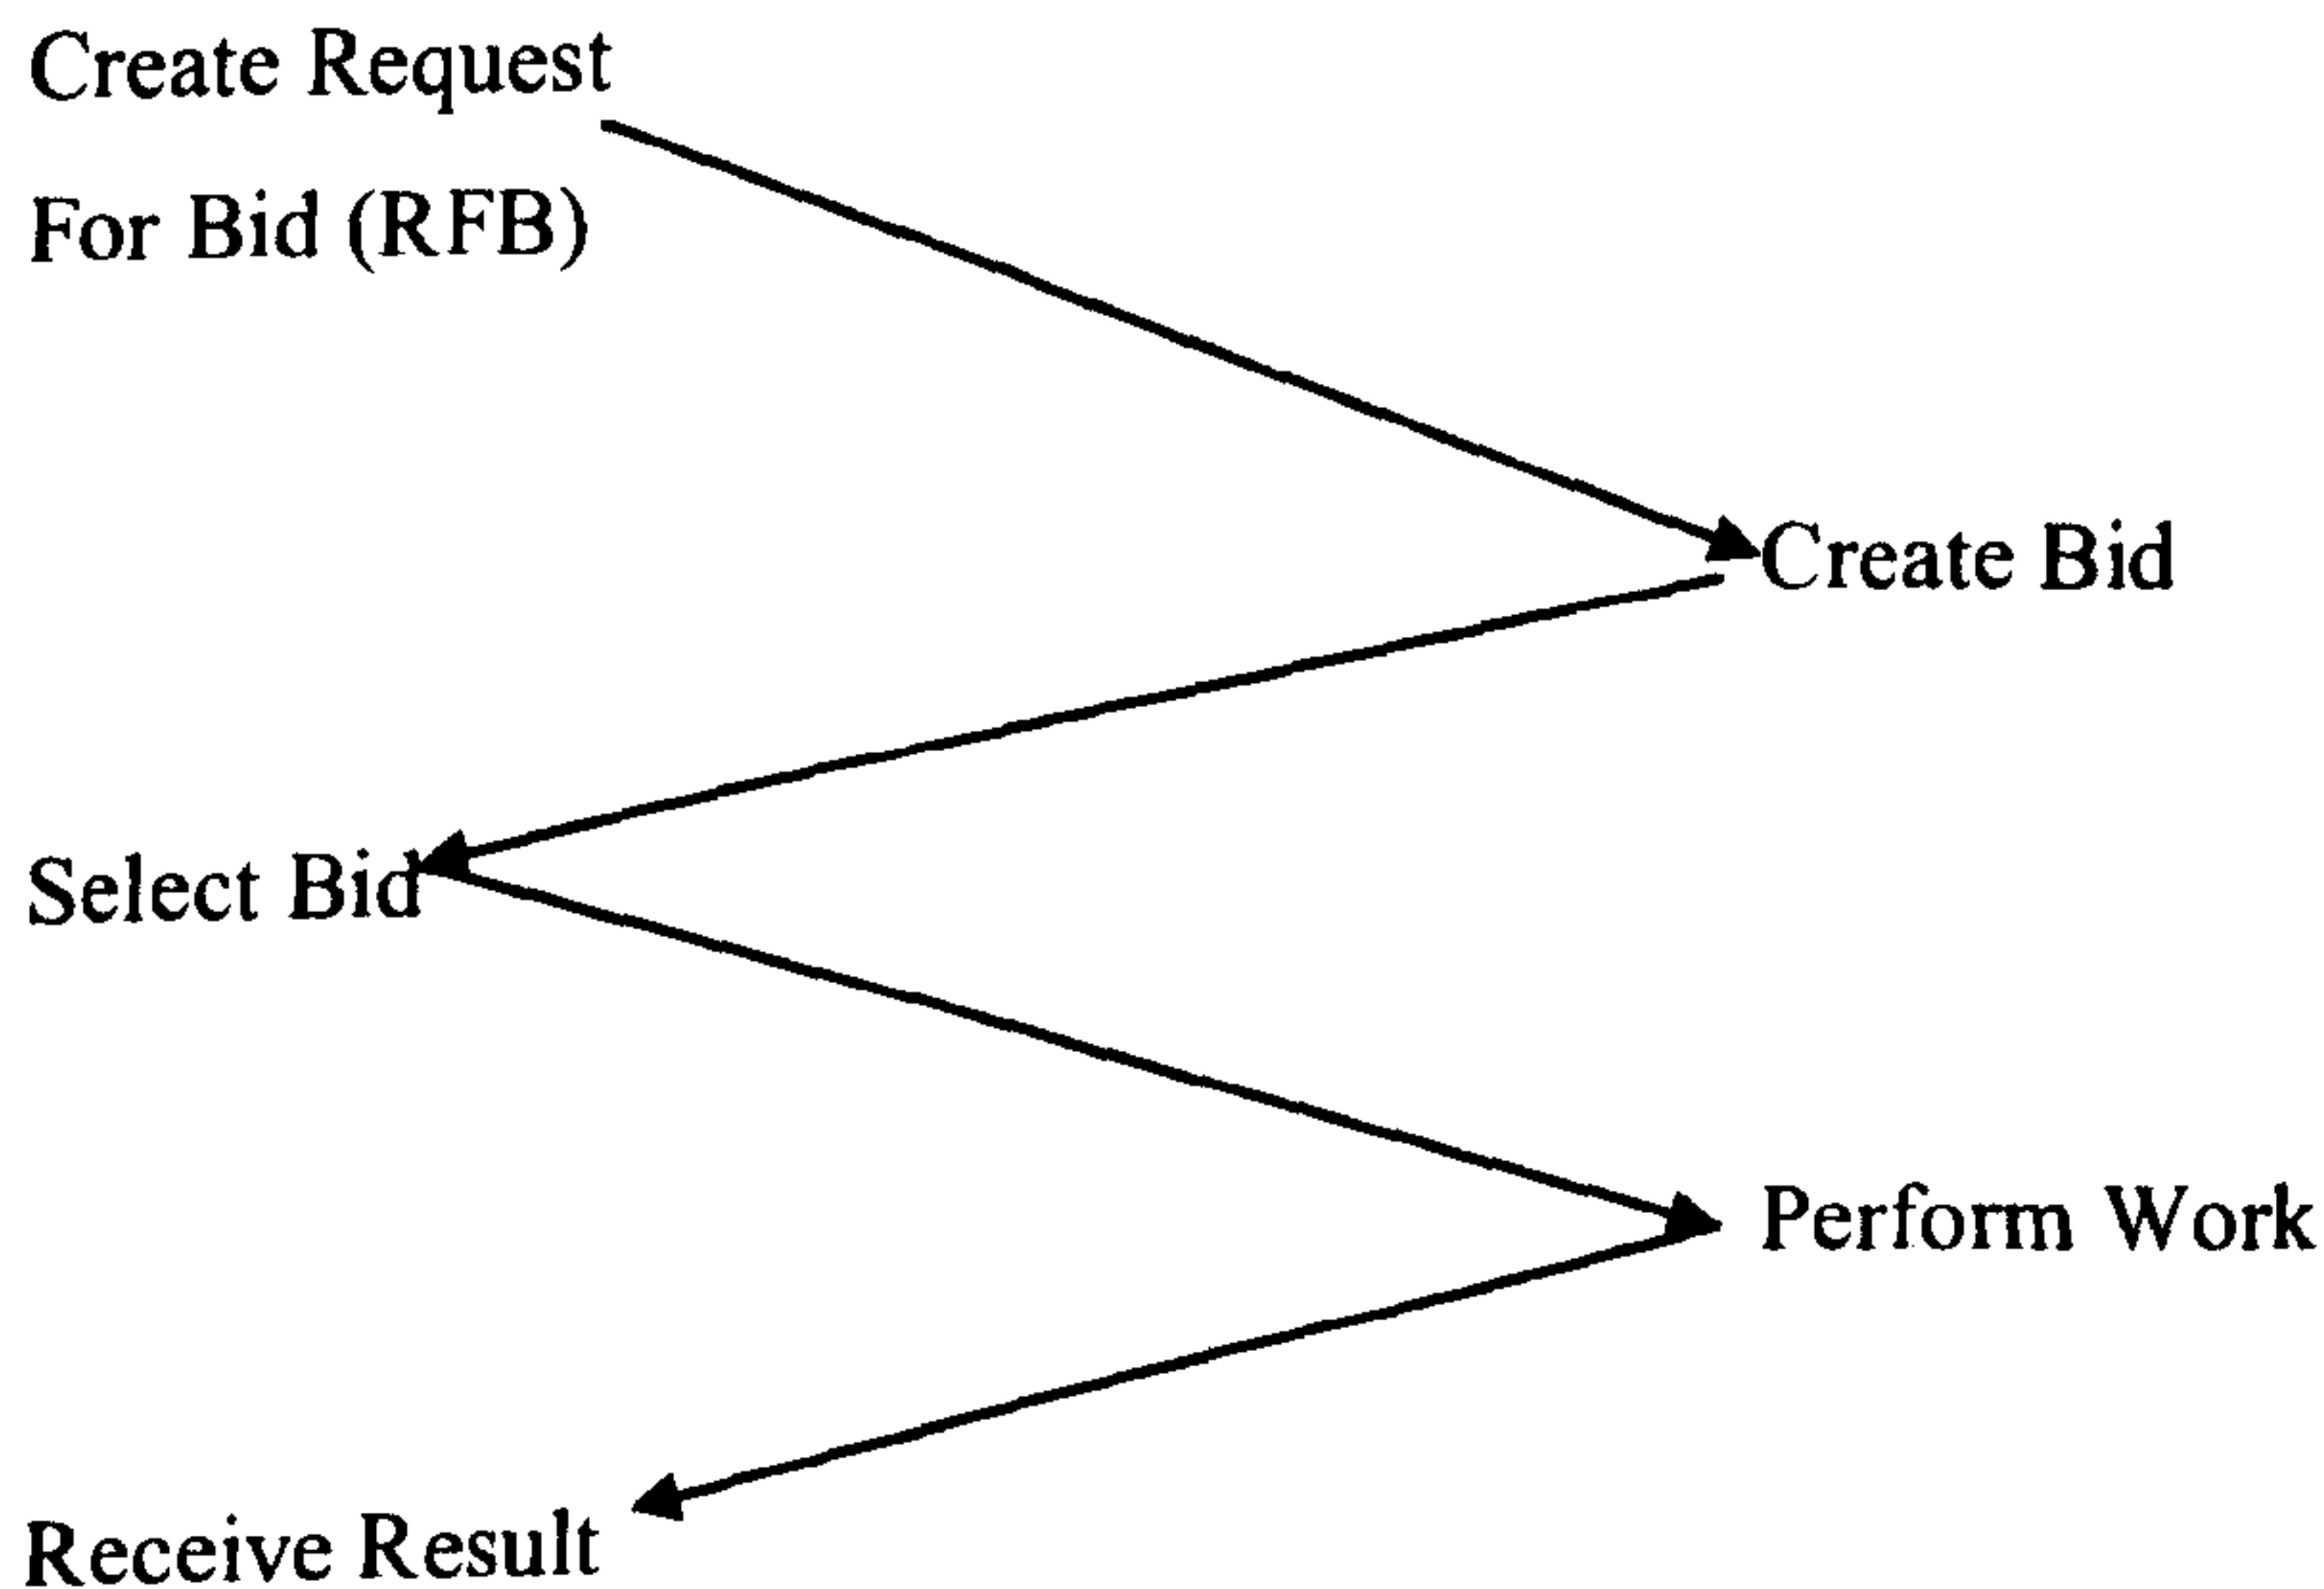 Create Request
For Bid (RFB)
Create Bid
Select Bid
Perform Work
Receive Result